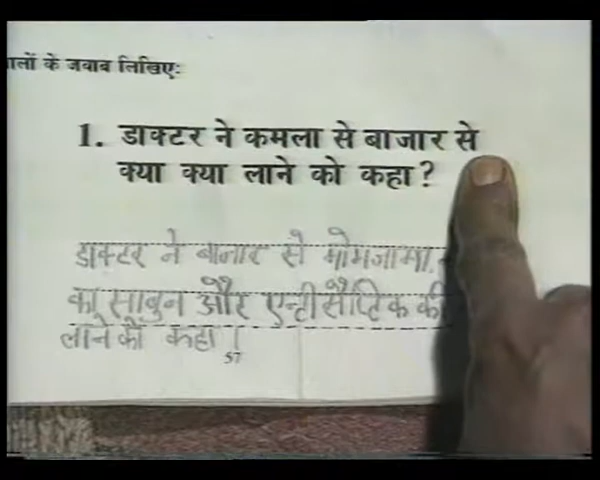 ालों के जवाब लिखिए:
1. डाक्टर ने कमला से बाजार से
क्या क्या लाने को कहा?
डाक्टर ने बाजार से मोमजामा,
का साबुन और एन्टीसैप्टिक की
लाने को कहा।
57